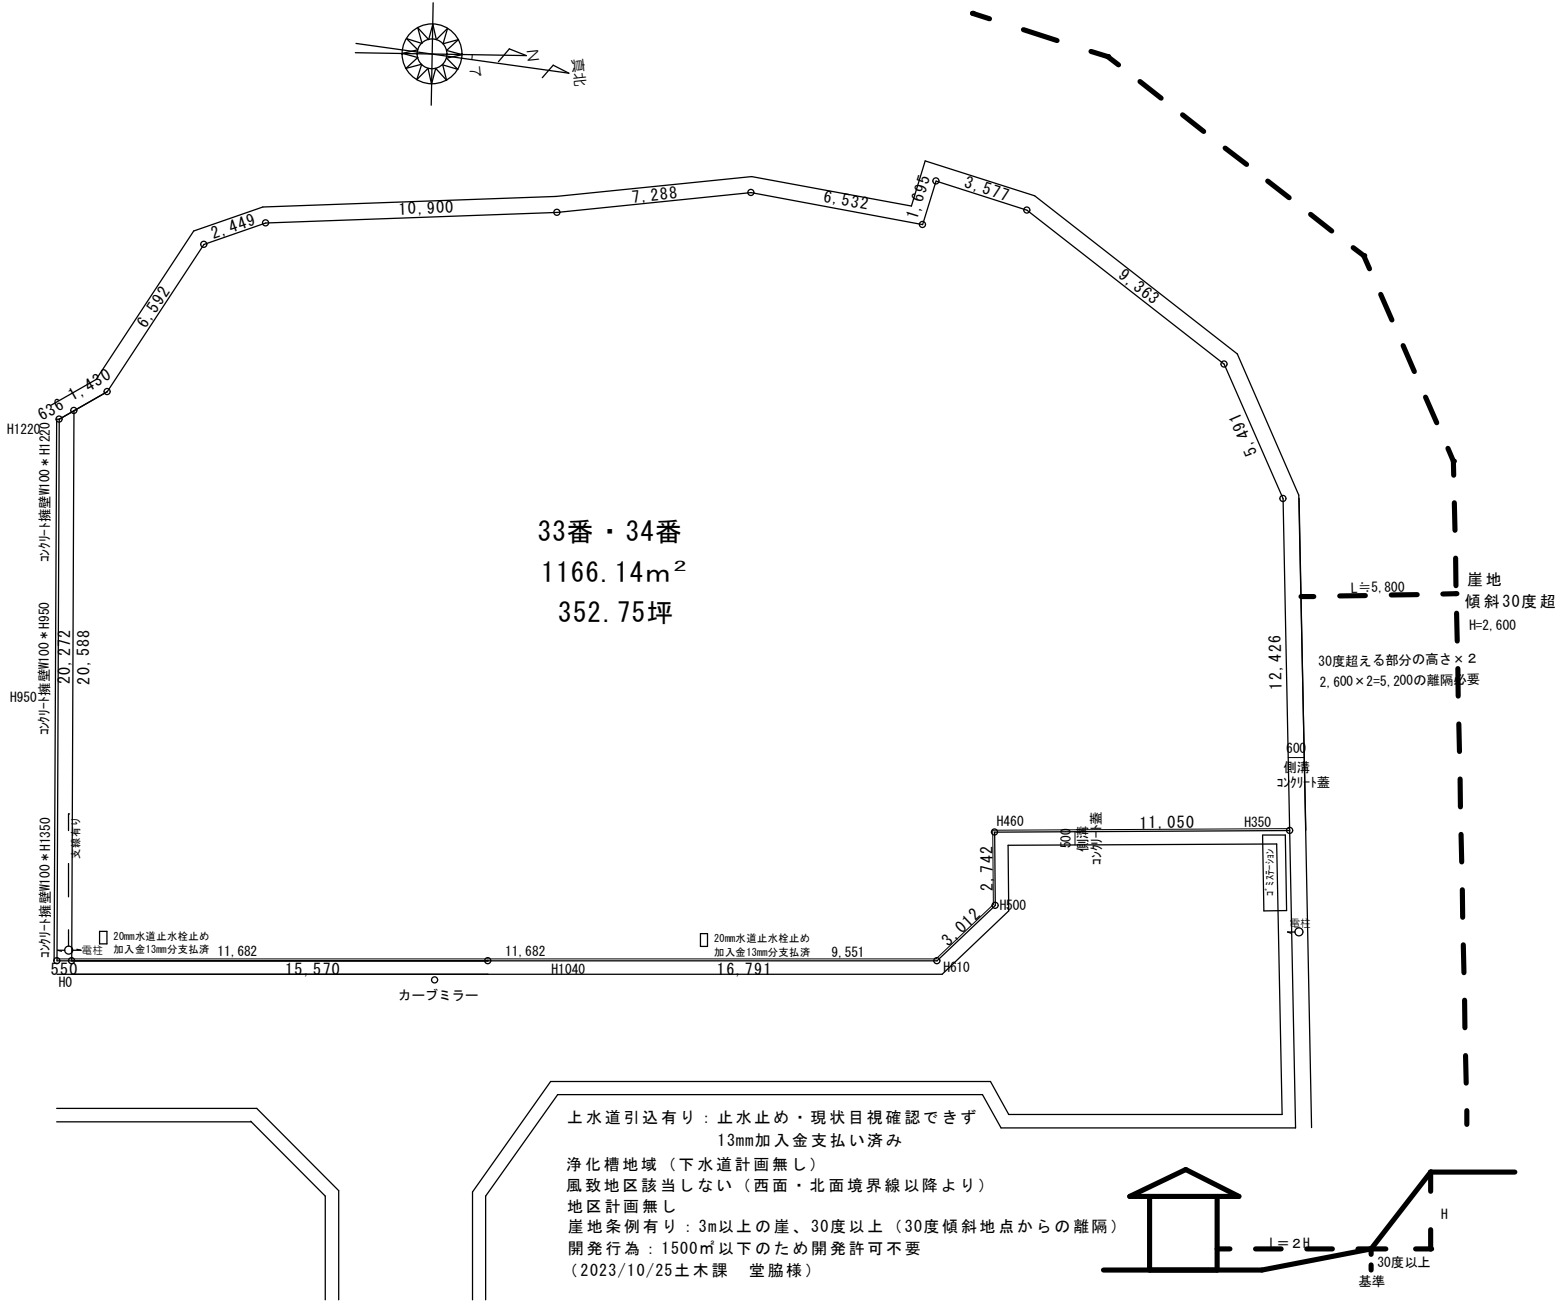 N
真北
7
2,449
10,900
7,288
6,532
1,695
3,577
9,363
5,491
12,426
6,592
1,430
636
H1220
コンクリート擁壁W100*H1220
33番・34番
1166.14m²
352.75坪
コンクリート擁壁W100*H950
H950
20,272
20,588
コンクリート擁壁W100*H1350
支線有り
L≒5,800
崖地
傾斜30度超
H=2,600
30度超える部分の高さ×2
2,600×2=5,200の離隔必要
600
側溝
コンクリート蓋
H460
500
側溝
コンクリート蓋
11,050
H350
2,742
ゴミステーション
H500
3,012
電柱
電柱
20mm水道止水栓止め
加入金13mm分支払済
11,682
11,682
20mm水道止水栓止め
加入金13mm分支払済
9,551
550
H0
15,570
H1040
16,791
H610
カーブミラー
上水道引込有り：止水止め・現状目視確認できず
13mm加入金支払い済み
浄化槽地域（下水道計画無し）
風致地区該当しない（西面・北面境界線以降より）
地区計画無し
崖地条例有り：3m以上の崖、30度以上（30度傾斜地点からの離隔）
開発行為：1500㎡以下のため開発許可不要
（2023/10/25土木課　堂脇様）
L=2H
H
30度以上
基準